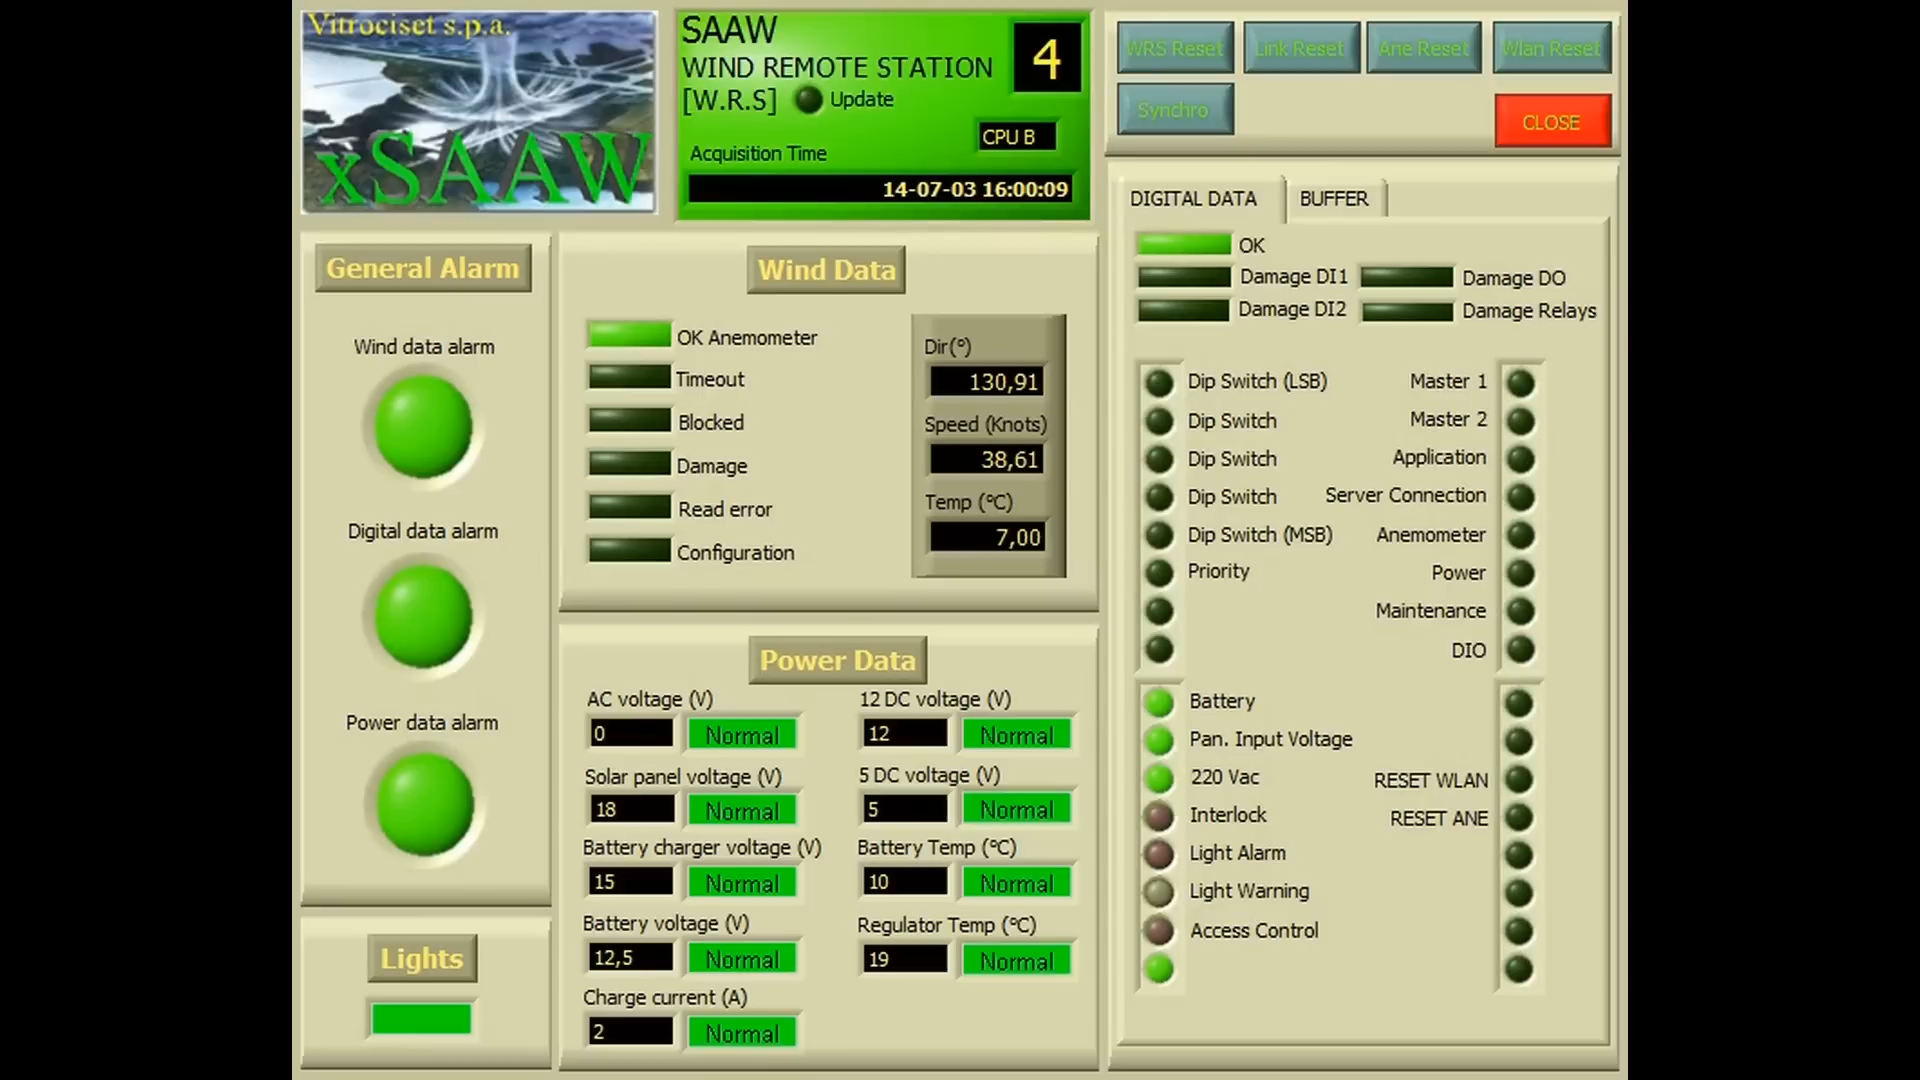 Vitrociset s.p.a.
xSAAW
SAAW
WIND REMOTE STATION
[W.R.S]
Update
4
CPU B
Acquisition Time
14-07-03 16:00:09
WRS Reset
Link Reset
Ane Reset
Wlan Reset
Synchro
CLOSE
General Alarm
Wind data alarm
Digital data alarm
Power data alarm
Lights
Wind Data
OK Anemometer
Timeout
Blocked
Damage
Read error
Configuration
Dir(°)
130,91
Speed (Knots)
38,61
Temp (°C)
7,00
Power Data
AC voltage (V)
0 Normal
Solar panel voltage (V)
18 Normal
Battery charger voltage (V)
15 Normal
Battery voltage (V)
12,5 Normal
Charge current (A)
2 Normal
12 DC voltage (V)
12 Normal
5 DC voltage (V)
5 Normal
Battery Temp (°C)
10 Normal
Regulator Temp (°C)
19 Normal
DIGITAL DATA
BUFFER
OK
Damage DI1
Damage DO
Damage DI2
Damage Relays
Dip Switch (LSB)
Dip Switch
Dip Switch
Dip Switch
Dip Switch (MSB)
Priority
Master 1
Master 2
Application
Server Connection
Anemometer
Power
Maintenance
DIO
Battery
Pan. Input Voltage
220 Vac
Interlock
Light Alarm
Light Warning
Access Control
RESET WLAN
RESET ANE